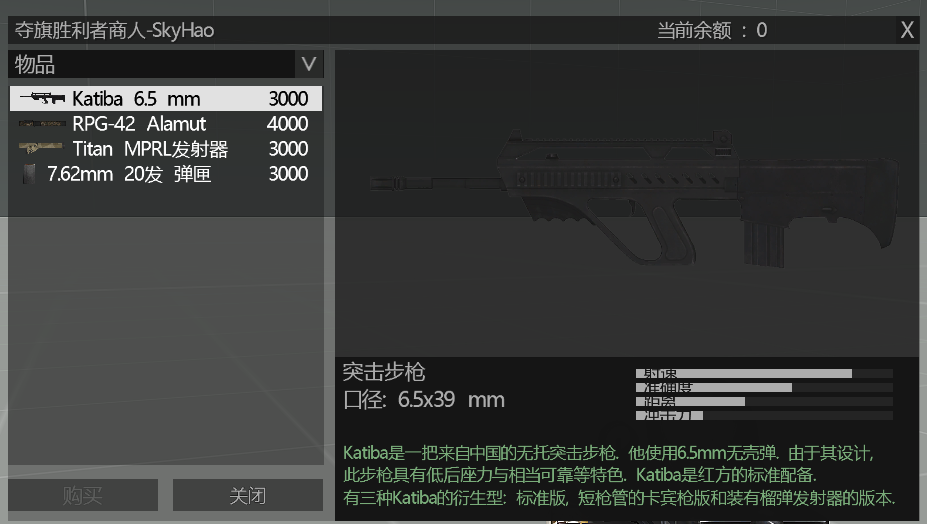 夺旗胜利者商人-SkyHao 当前余额 : 0 X
物品 V
Katiba 6.5 mm 3000
RPG-42 Alamut 4000
Titan MPRL发射器 3000
7.62mm 20发 弹匣 3000
突击步枪
口径: 6.5x39 mm
射速
准确度
距离
冲击力
Katiba是一把来自中国的无托突击步枪. 他使用6.5mm无壳弹. 由于其设计,
此步枪具有低后座力与相当可靠等特色. Katiba是红方的标准配备.
有三种Katiba的衍生型: 标准版, 短枪管的卡宾枪版和装有榴弹发射器的版本.
购买 关闭